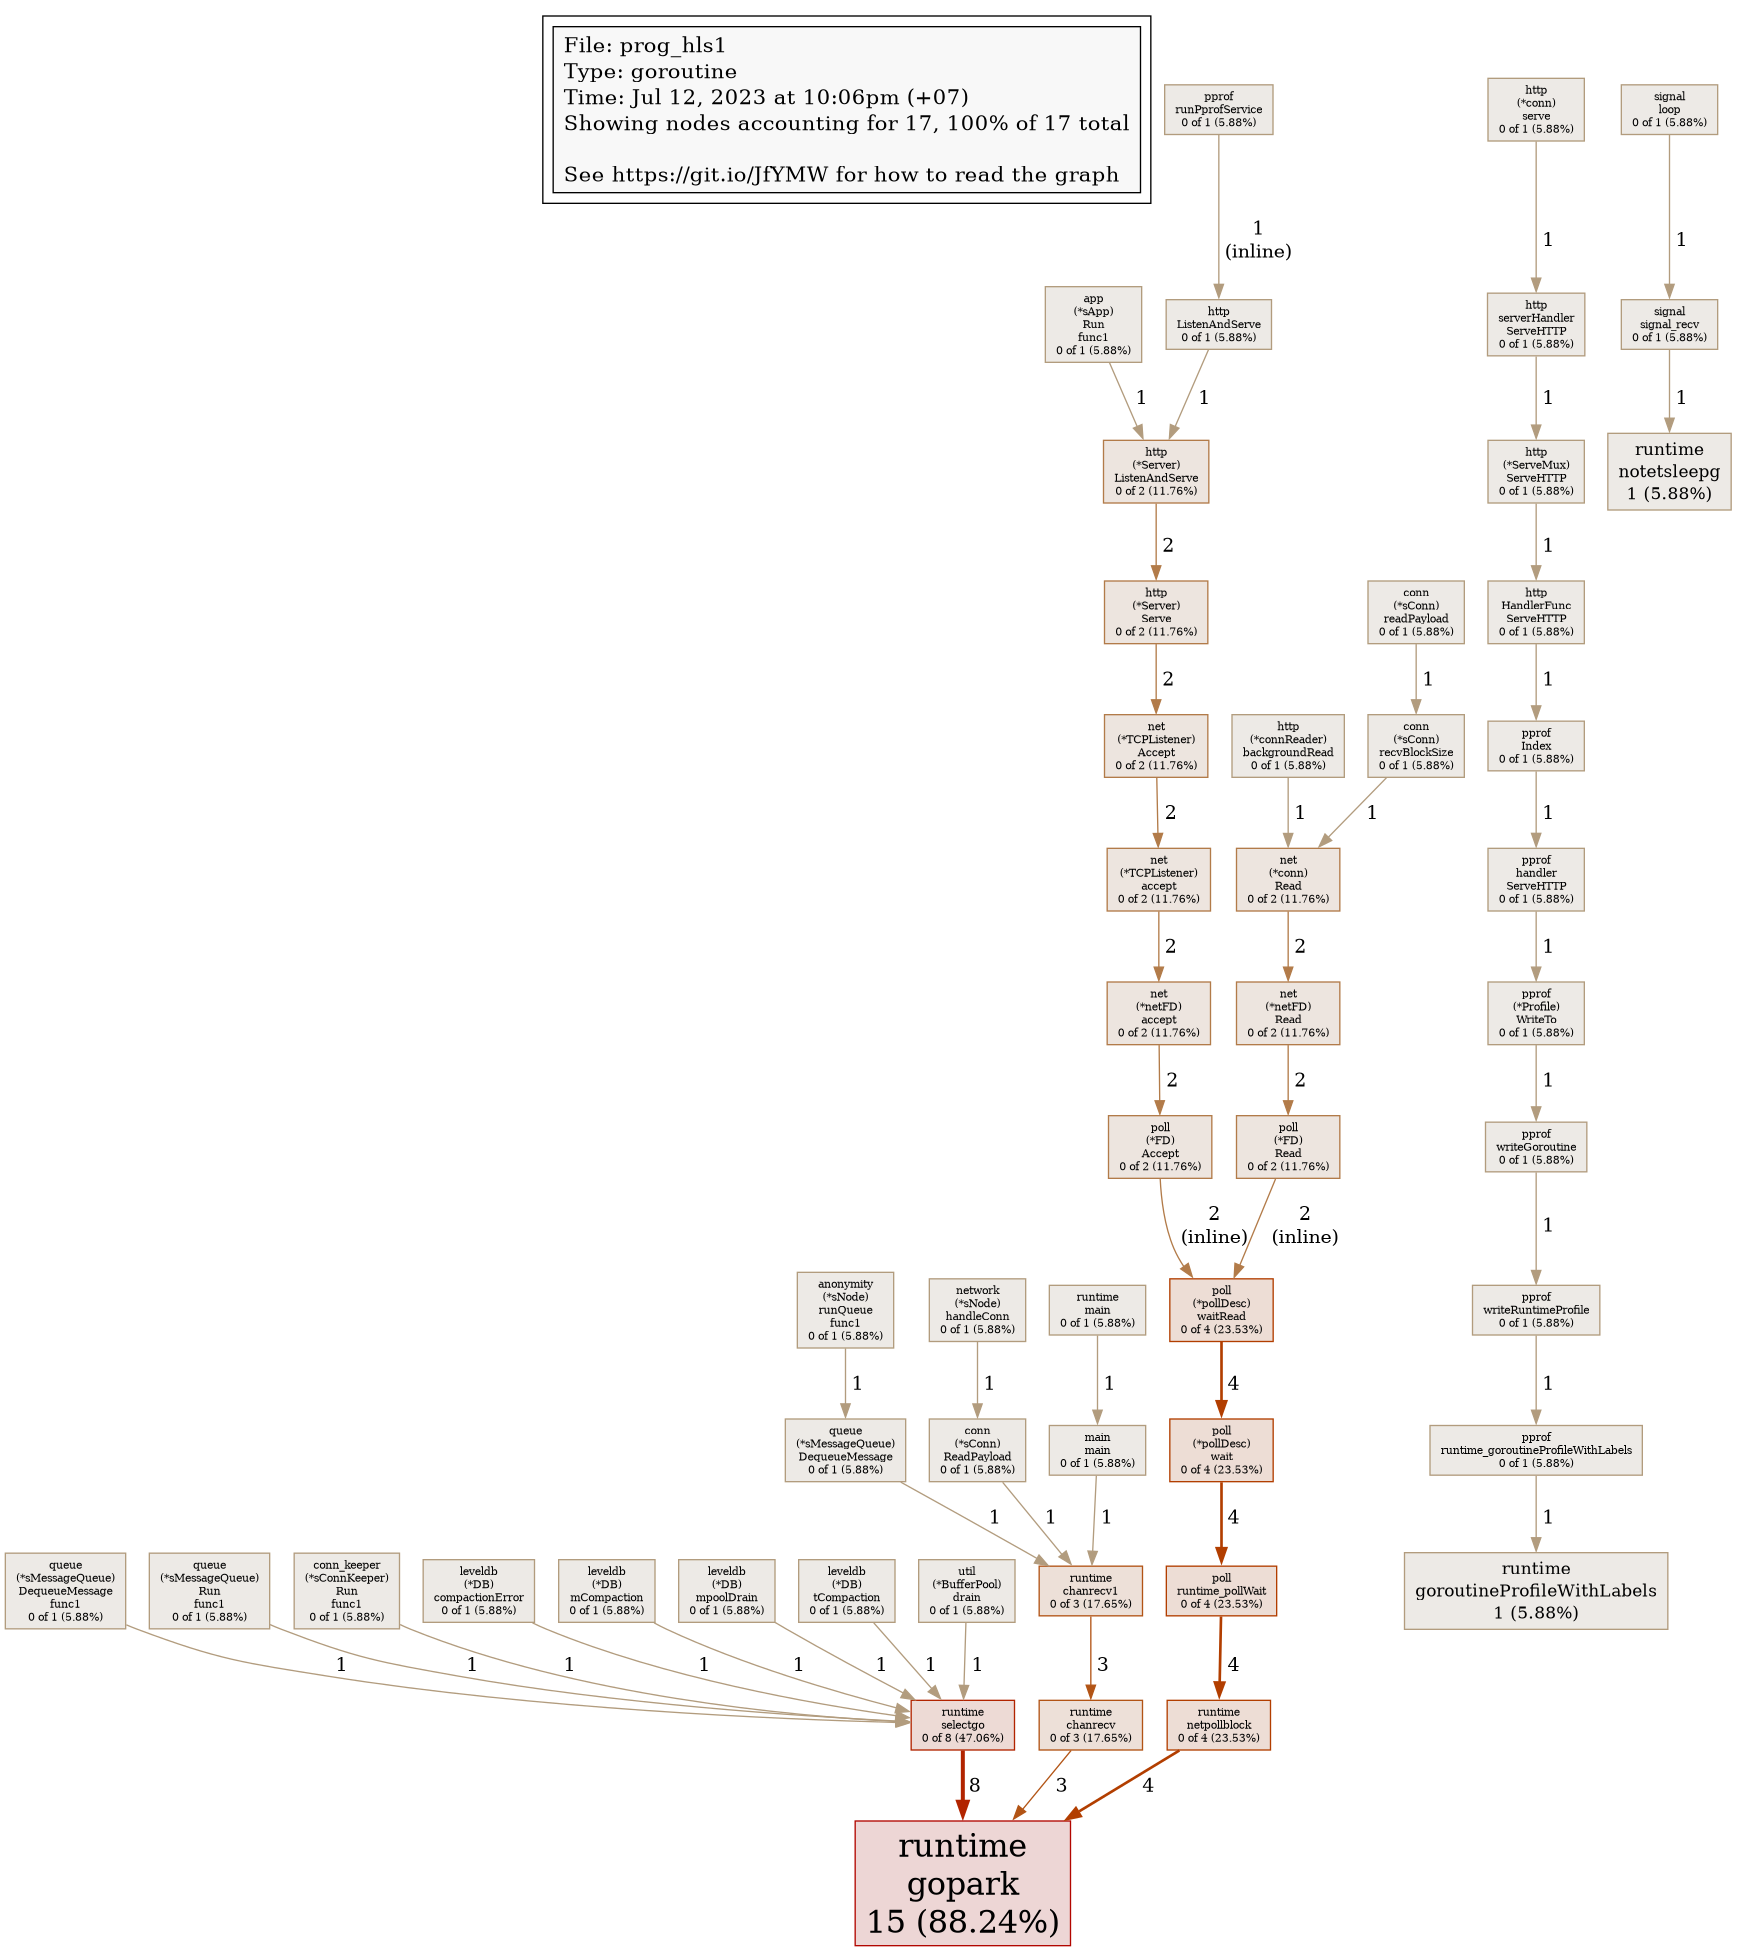 File: prog_hls1
Type: goroutine
Time: Jul 12, 2023 at 10:06pm (+07)
Showing nodes accounting for 17, 100% of 17 total
See https://git.io/JfYMW for how to read the graph
pprof
runPprofService
0 of 1 (5.88%)
http
(*conn)
serve
0 of 1 (5.88%)
signal
loop
0 of 1 (5.88%)
1
(inline)
1
1
app
(*sApp)
Run
func1
0 of 1 (5.88%)
http
ListenAndServe
0 of 1 (5.88%)
http
serverHandler
ServeHTTP
0 of 1 (5.88%)
signal
signal_recv
0 of 1 (5.88%)
1
1
1
1
http
(*Server)
ListenAndServe
0 of 2 (11.76%)
http
(*ServeMux)
ServeHTTP
0 of 1 (5.88%)
runtime
notetsleepg
1 (5.88%)
2
1
http
(*Server)
Serve
0 of 2 (11.76%)
conn
(*sConn)
readPayload
0 of 1 (5.88%)
http
HandlerFunc
ServeHTTP
0 of 1 (5.88%)
2
1
1
net
(*TCPListener)
Accept
0 of 2 (11.76%)
http
(*connReader)
backgroundRead
0 of 1 (5.88%)
conn
(*sConn)
recvBlockSize
0 of 1 (5.88%)
pprof
Index
0 of 1 (5.88%)
2
1
1
1
net
(*TCPListener)
accept
0 of 2 (11.76%)
net
(*conn)
Read
0 of 2 (11.76%)
pprof
handler
ServeHTTP
0 of 1 (5.88%)
2
2
1
net
(*netFD)
accept
0 of 2 (11.76%)
net
(*netFD)
Read
0 of 2 (11.76%)
pprof
(*Profile)
WriteTo
0 of 1 (5.88%)
2
2
1
poll
(*FD)
Accept
0 of 2 (11.76%)
poll
(*FD)
Read
0 of 2 (11.76%)
pprof
writeGoroutine
0 of 1 (5.88%)
2
(inline)
2
(inline)
1
anonymity
(*sNode)
runQueue
func1
0 of 1 (5.88%)
network
(*sNode)
handleConn
0 of 1 (5.88%)
runtime
main
0 of 1 (5.88%)
poll
(*pollDesc)
waitRead
0 of 4 (23.53%)
pprof
writeRuntimeProfile
0 of 1 (5.88%)
1
1
1
4
1
queue
(*sMessageQueue)
DequeueMessage
0 of 1 (5.88%)
conn
(*sConn)
ReadPayload
0 of 1 (5.88%)
main
main
0 of 1 (5.88%)
poll
(*pollDesc)
wait
0 of 4 (23.53%)
pprof
runtime_goroutineProfileWithLabels
0 of 1 (5.88%)
1
1
1
4
1
queue
(*sMessageQueue)
DequeueMessage
func1
0 of 1 (5.88%)
queue
(*sMessageQueue)
Run
func1
0 of 1 (5.88%)
conn_keeper
(*sConnKeeper)
Run
func1
0 of 1 (5.88%)
leveldb
(*DB)
compactionError
0 of 1 (5.88%)
leveldb
(*DB)
mCompaction
0 of 1 (5.88%)
leveldb
(*DB)
mpoolDrain
0 of 1 (5.88%)
leveldb
(*DB)
tCompaction
0 of 1 (5.88%)
util
(*BufferPool)
drain
0 of 1 (5.88%)
runtime
chanrecv1
0 of 3 (17.65%)
poll
runtime_pollWait
0 of 4 (23.53%)
runtime
goroutineProfileWithLabels
1 (5.88%)
1
1
1
1
1
1
1
1
3
4
runtime
selectgo
0 of 8 (47.06%)
runtime
chanrecv
0 of 3 (17.65%)
runtime
netpollblock
0 of 4 (23.53%)
8
3
4
runtime
gopark
15 (88.24%)